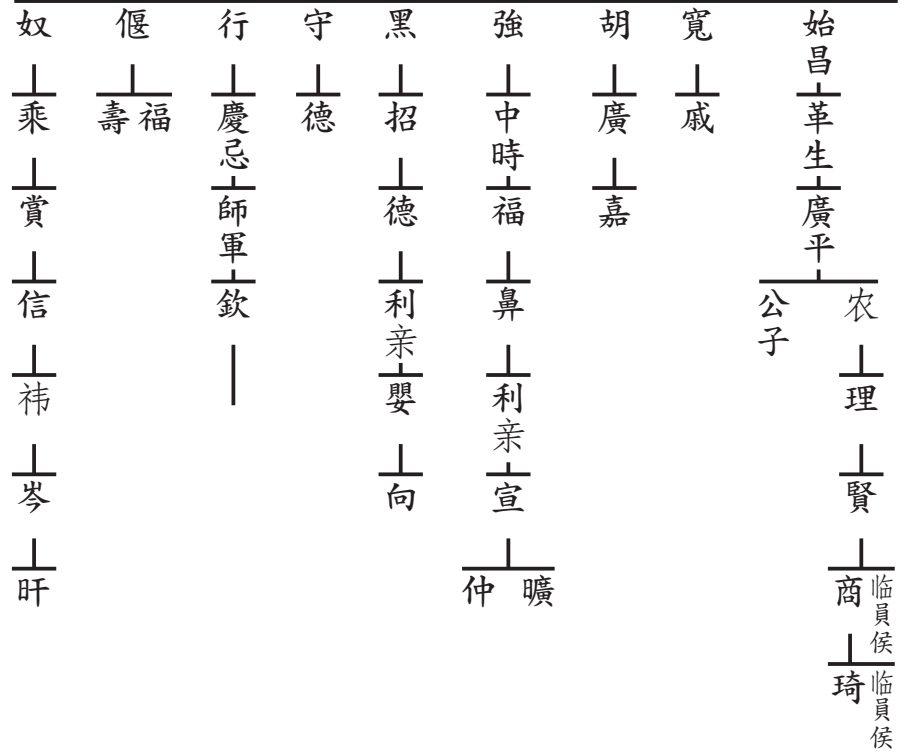 始昌 寬 胡 強 黑 守 行 偃 奴
革生 戚 廣 中時 招 德 慶忌 福 壽 乘
廣平 嘉 福 德 師軍 賞
农 公子 鼻 利亲 欽 信
理 利亲 嬰 祎
賢 宣 向 岑
商 临員侯 曠 仲 旰
琦 临員侯